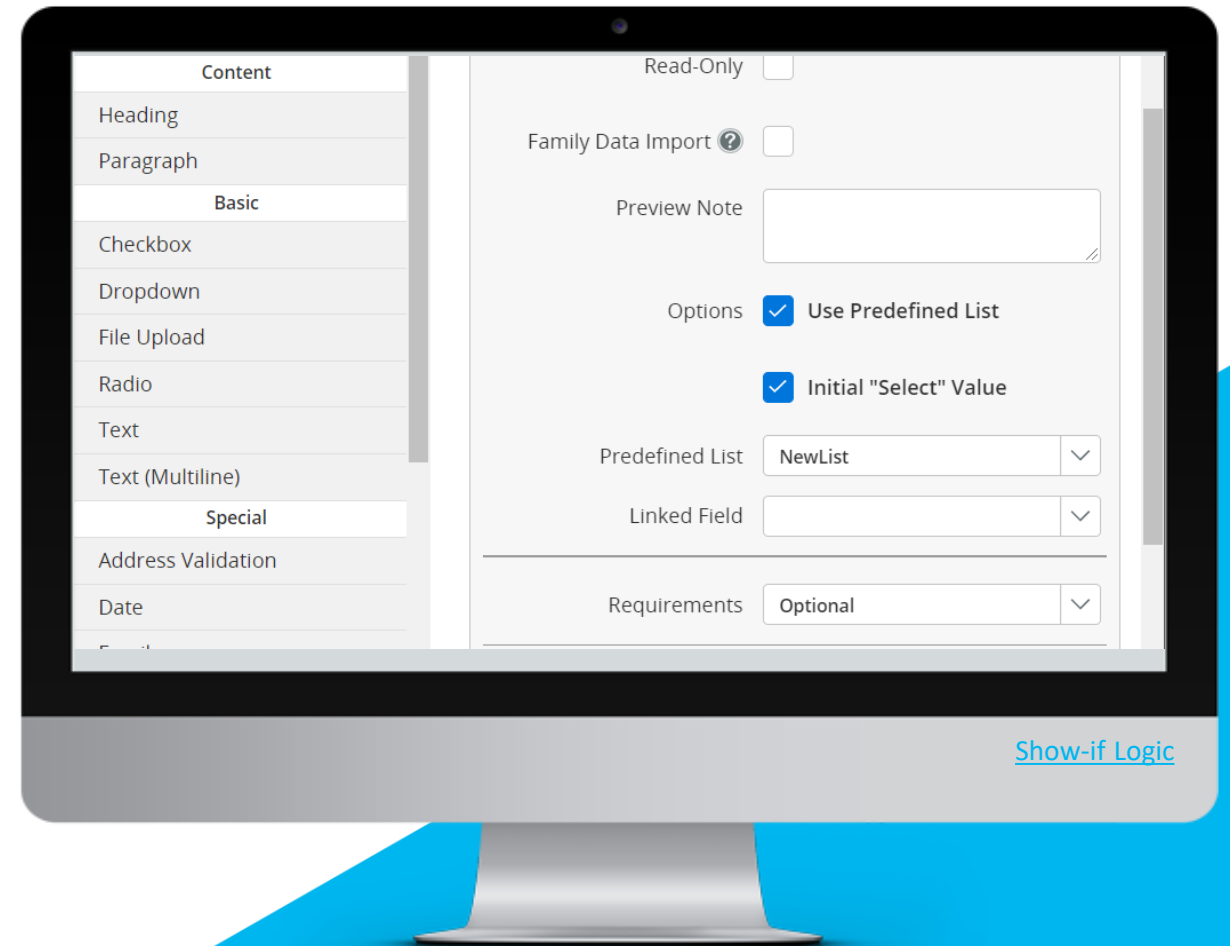 Content
Heading
Paragraph
Basic
Checkbox
Dropdown
File Upload
Radio
Text
Text (Multiline)
Special
Address Validation
Date
Read-Only
Family Data Import ?
Preview Note
Options Use Predefined List
Initial "Select" Value
Predefined List NewList
Linked Field
Requirements Optional
Show-if Logic